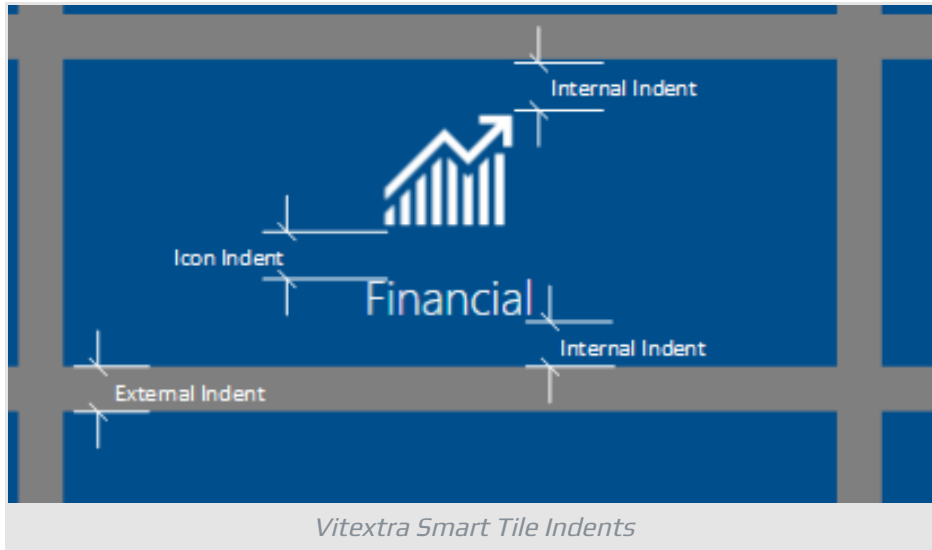 Internal Indent
Icon Indent
Financial
Internal Indent
External Indent
Vitextra Smart Tile Indents